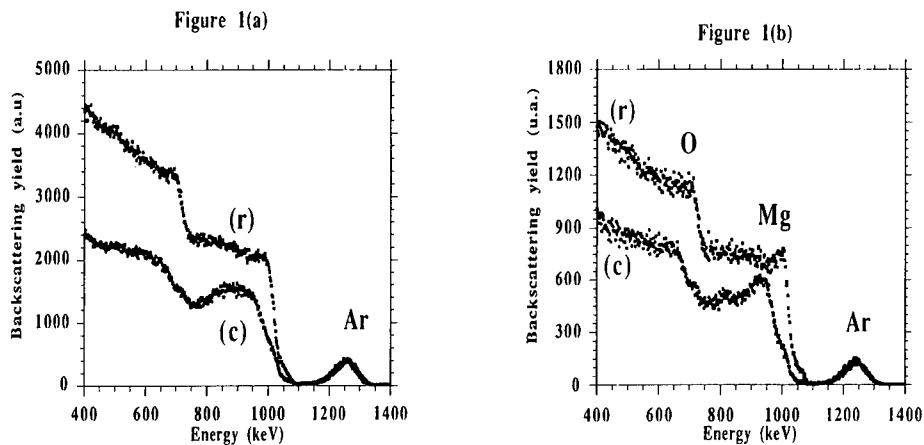 Figure 1(a)
5000
4000
3000
2000
1000
0
Backscattering yield (a.u)
(r)
(c)
Ar
400 600 800 1000 1200 1400
Energy (keV)
Figure 1(b)
1800
1500
1200
900
600
300
0
Backscattering yield (u.a.)
(r)
O
Mg
(c)
Ar
400 600 800 1000 1200 1400
Energy (keV)